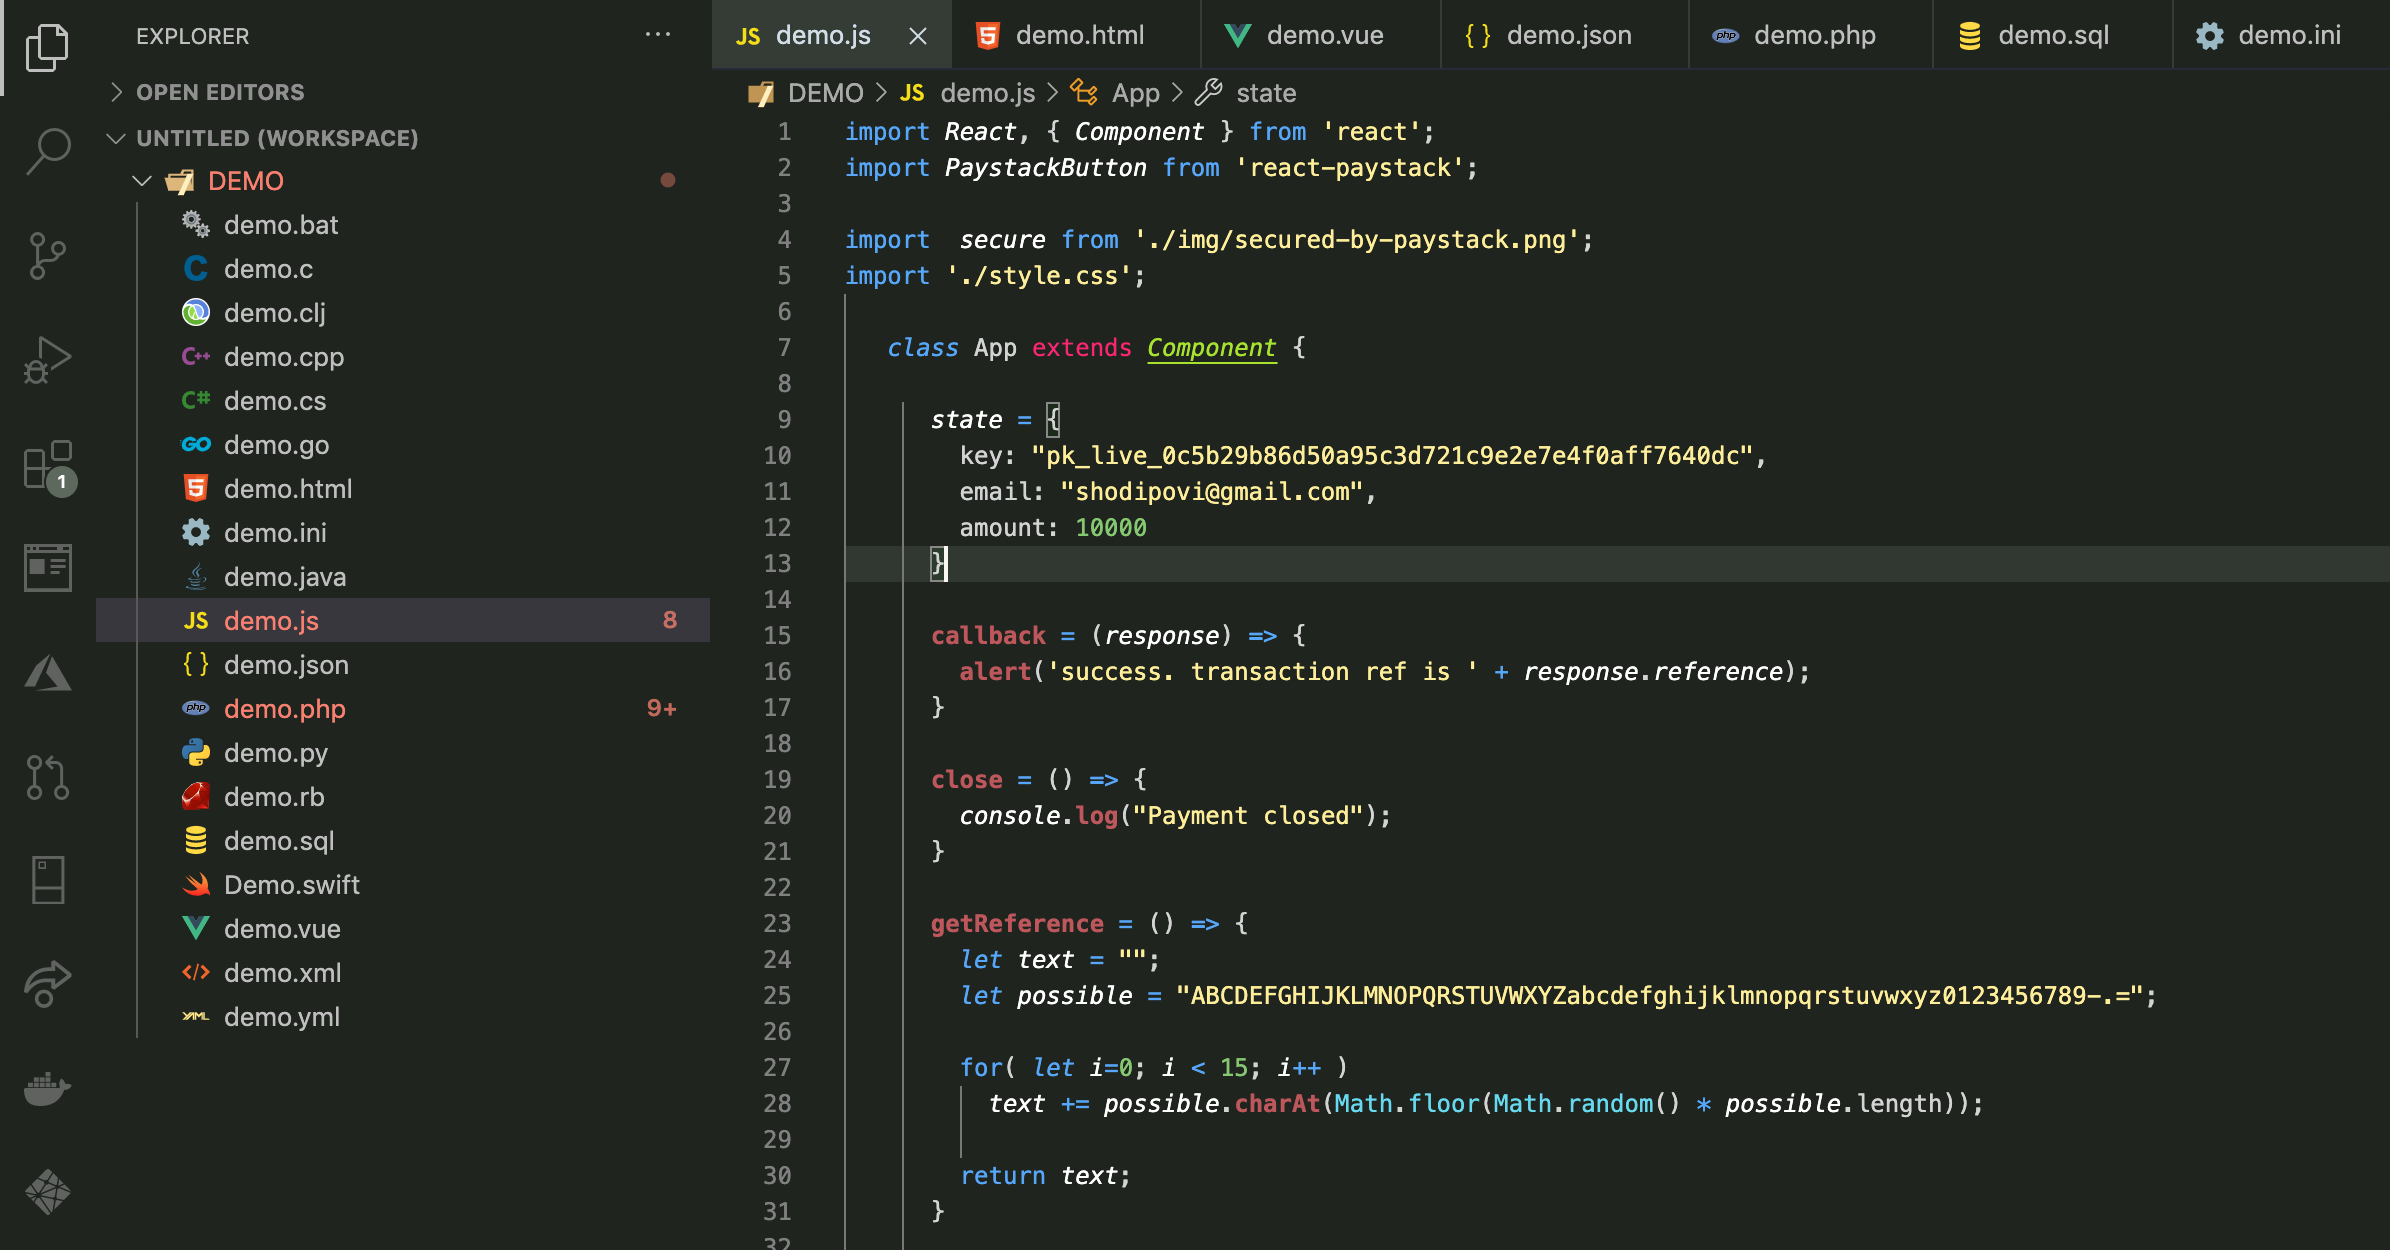 EXPLORER
···
OPEN EDITORS
UNTITLED (WORKSPACE)
DEMO
demo.bat
C demo.c
demo.clj
C++ demo.cpp
C# demo.cs
GO demo.go
5 demo.html
demo.ini
demo.java
JS demo.js 8
{ } demo.json
php demo.php 9+
demo.py
demo.rb
demo.sql
Demo.swift
demo.vue
</> demo.xml
YAML demo.yml
1
JS demo.js
5 demo.html
demo.vue
{ } demo.json
php demo.php
demo.sql
demo.ini
DEMO > JS demo.js > App > state
1 import React, { Component } from 'react';
2 import PaystackButton from 'react-paystack';
3
4 import  secure from './img/secured-by-paystack.png';
5 import './style.css';
6
7 class App extends Component {
8
9 state = {
10 key: "pk_live_0c5b29b86d50a95c3d721c9e2e7e4f0aff7640dc",
11 email: "shodipovi@gmail.com",
12 amount: 10000
13 }
14
15 callback = (response) => {
16 alert('success. transaction ref is ' + response.reference);
17 }
18
19 close = () => {
20 console.log("Payment closed");
21 }
22
23 getReference = () => {
24 let text = "";
25 let possible = "ABCDEFGHIJKLMNOPQRSTUVWXYZabcdefghijklmnopqrstuvwxyz0123456789-.=";
26
27 for( let i=0; i < 15; i++ )
28 text += possible.charAt(Math.floor(Math.random() * possible.length));
29
30 return text;
31 }
32